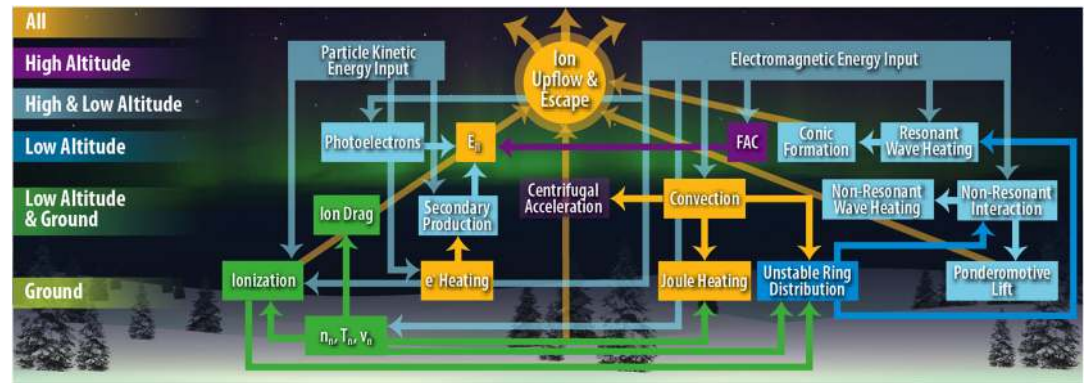 All
High Altitude
High & Low Altitude
Low Altitude
Low Altitude
& Ground
Ground
Particle Kinetic
Energy Input
Ion
Upflow &
Escape
Electromagnetic Energy Input
Photoelectrons
E||
FAC
Conic
Formation
Resonant
Wave Heating
Ion Drag
Secondary
Production
Centrifugal
Acceleration
Convection
Non-Resonant
Wave Heating
Non-Resonant
Interaction
Ionization
e⁻ Heating
Joule Heating
Unstable Ring
Distribution
Ponderomotive
Lift
nₙ, Tₙ, vₙ